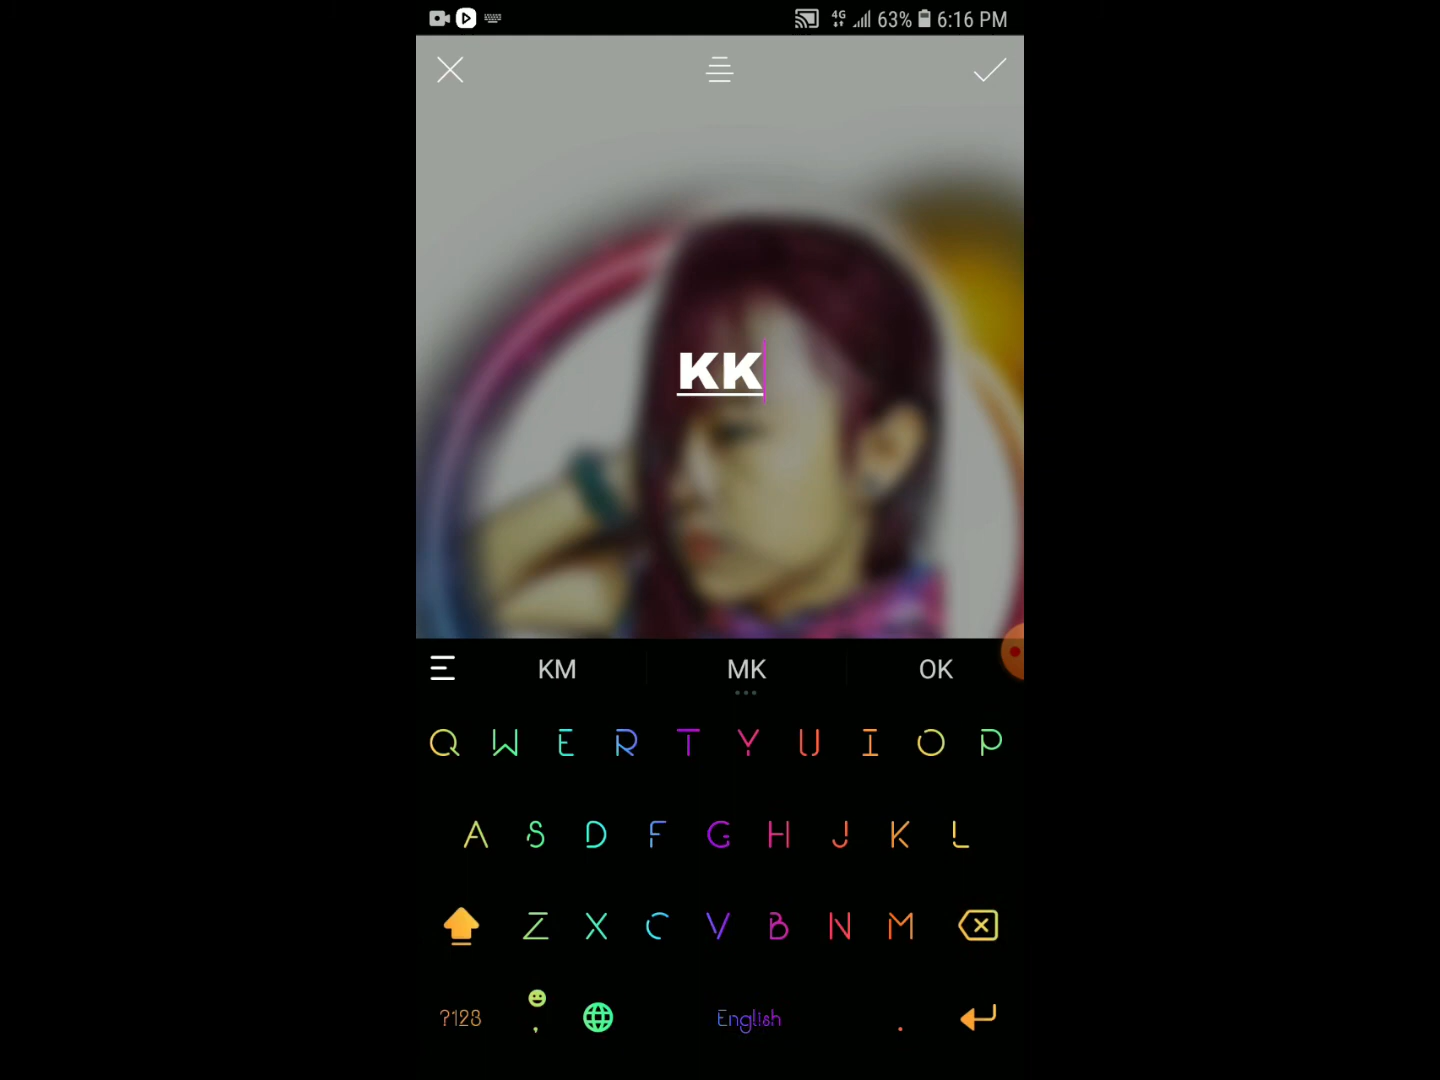 4G 63% 6:16 PM
KK
KM MK OK
Q W E R T Y U I O P
A S D F G H J K L
Z X C V B N M
?123 , English .